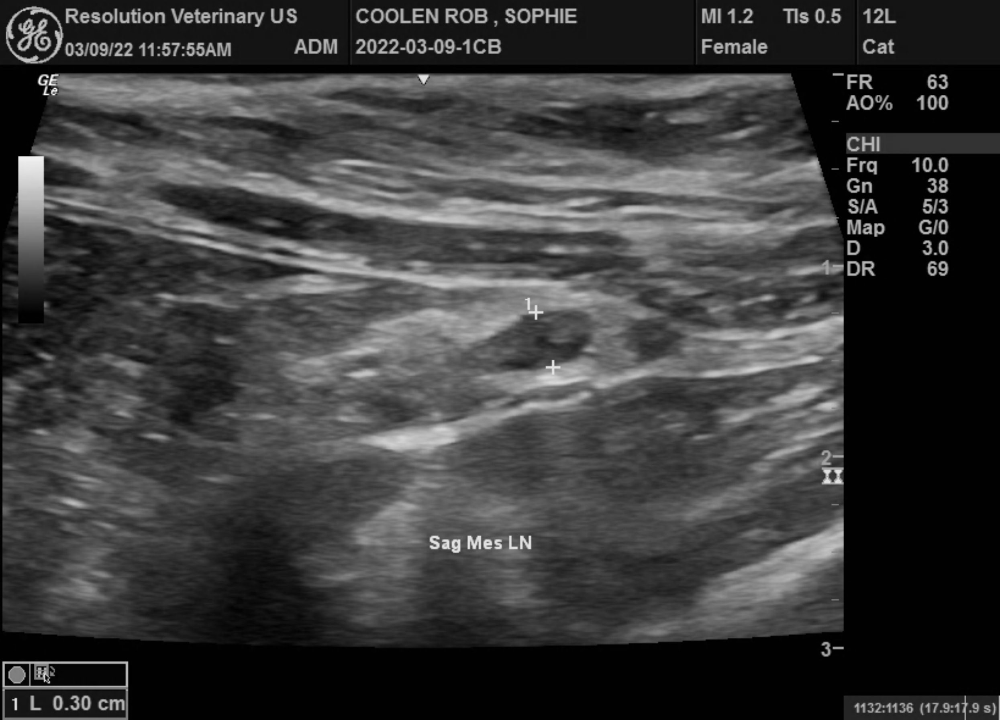 GE
Resolution Veterinary US
03/09/22 11:57:55AM ADM
COOLEN ROB , SOPHIE
2022-03-09-1CB
MI 1.2 TIs 0.5
Female
12L
Cat
GE
Le
FR 63
AO% 100
CHI
Frq 10.0
Gn 38
S/A 5/3
Map G/0
D 3.0
DR 69
1
1
2
Sag Mes LN
3
1 L 0.30 cm
1132:1136 (17.9:17.9 s)